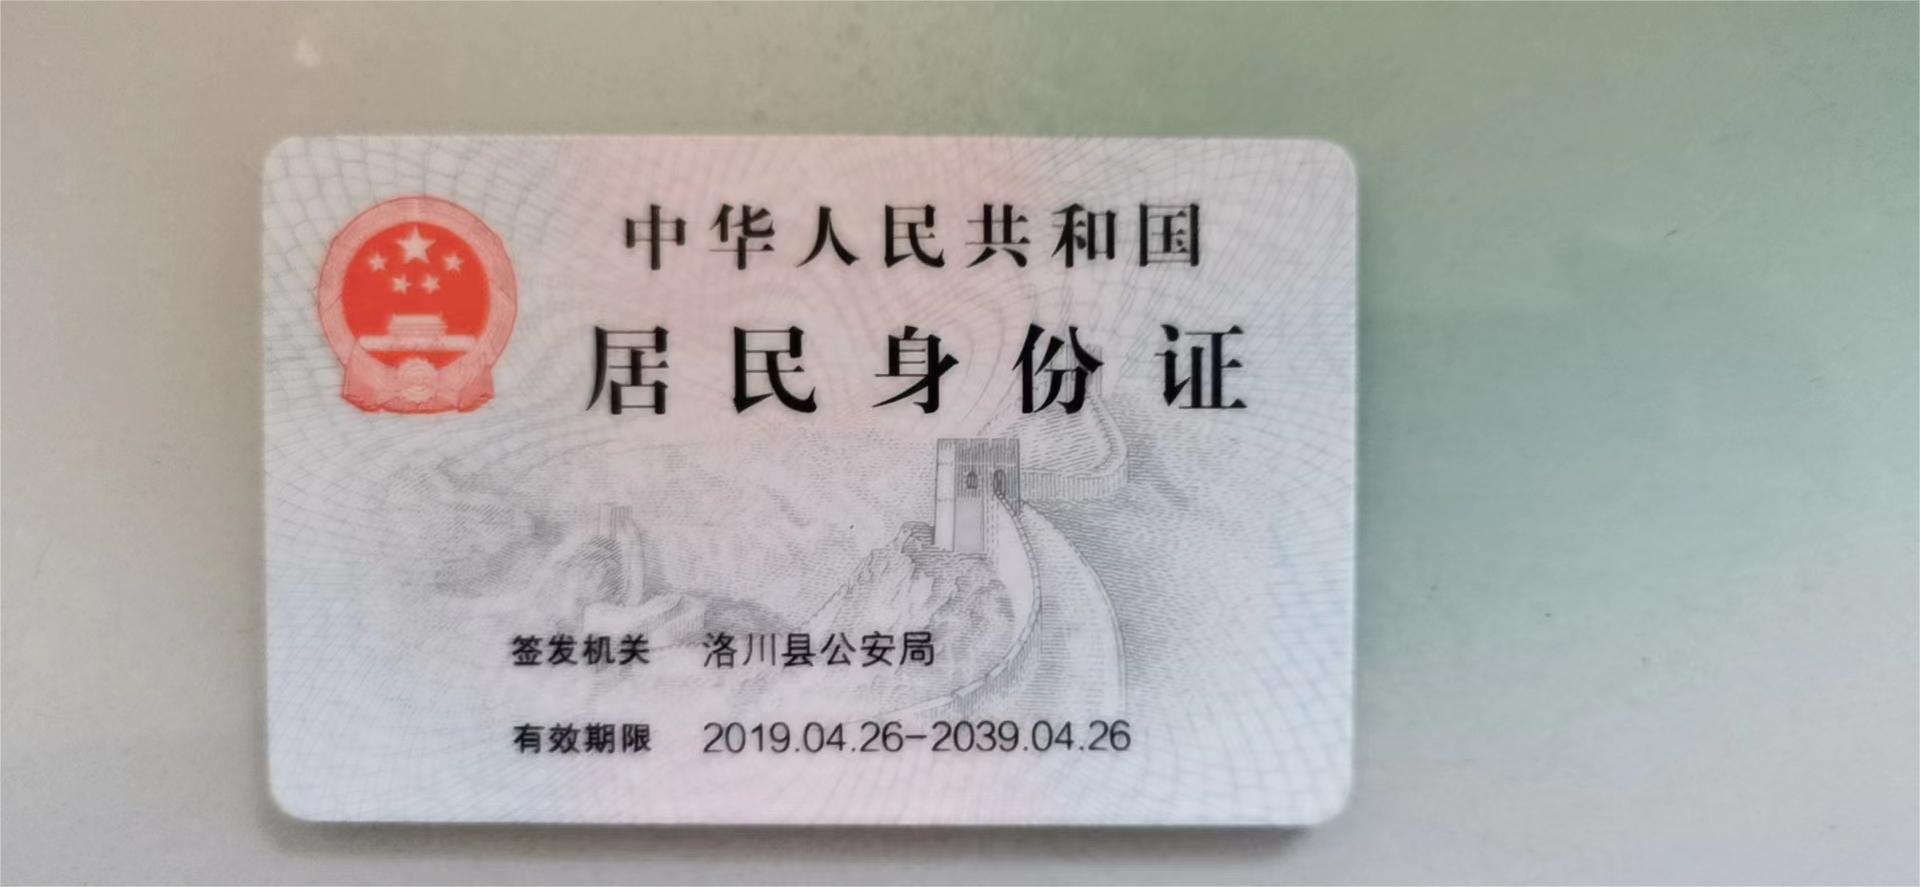 中华人民共和国
居民身份证
签发机关 洛川县公安局
有效期限 2019.04.26-2039.04.26